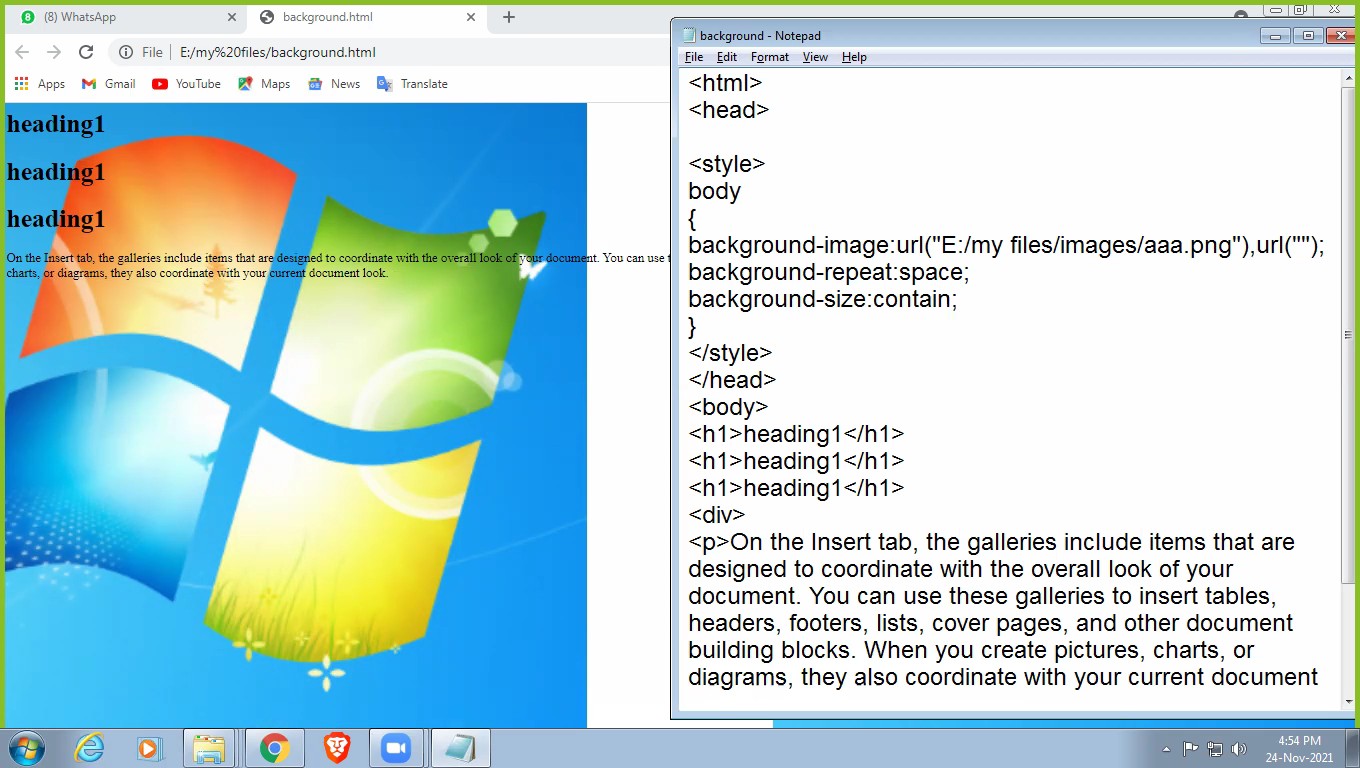 (8) WhatsApp
background.html
File
E:/my%20files/background.html
Apps
Gmail
YouTube
Maps
News
Translate
heading1
heading1
heading1
On the Insert tab, the galleries include items that are designed to coordinate with the overall look of your document. You can use t
charts, or diagrams, they also coordinate with your current document look.
background - Notepad
File Edit Format View Help
<html>
<head>
<style>
body
{
background-image:url("E:/my files/images/aaa.png"),url("");
background-repeat:space;
background-size:contain;
}
</style>
</head>
<body>
<h1>heading1</h1>
<h1>heading1</h1>
<h1>heading1</h1>
<div>
<p>On the Insert tab, the galleries include items that are
designed to coordinate with the overall look of your
document. You can use these galleries to insert tables,
headers, footers, lists, cover pages, and other document
building blocks. When you create pictures, charts, or
diagrams, they also coordinate with your current document
4:54 PM
24-Nov-2021